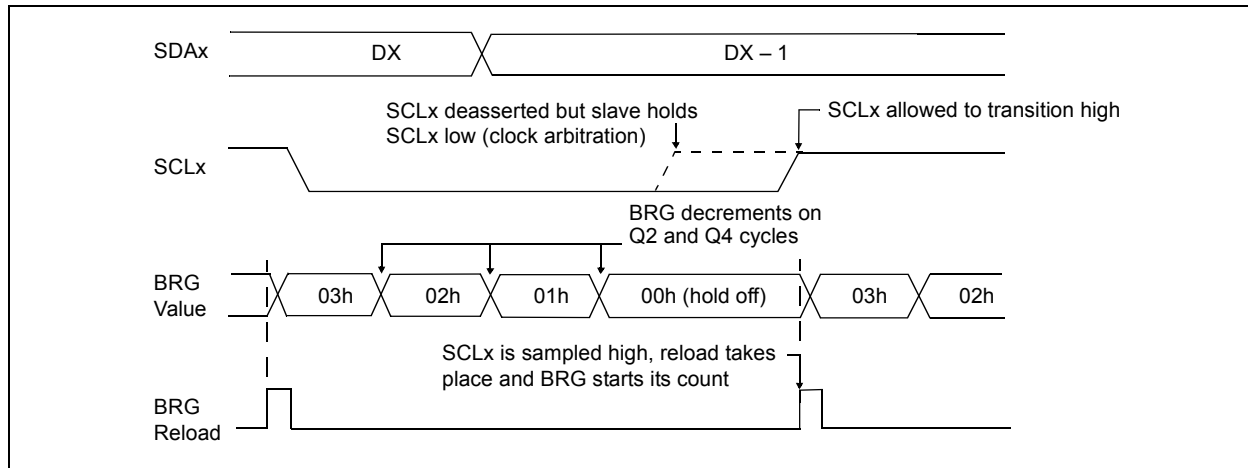 SDAx
DX
DX – 1
SCLx deasserted but slave holds
SCLx low (clock arbitration)
SCLx allowed to transition high
SCLx
BRG decrements on
Q2 and Q4 cycles
BRG
Value
03h
02h
01h
00h (hold off)
03h
02h
SCLx is sampled high, reload takes
place and BRG starts its count
BRG
Reload